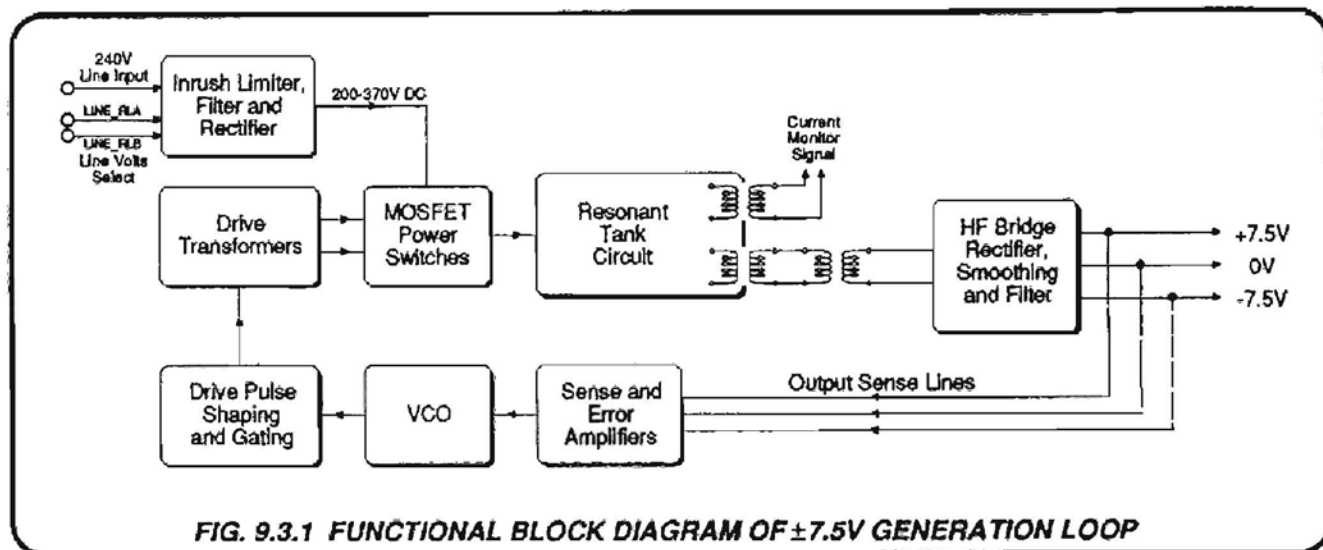 240V
Line Input
LINE_RLA
LINE_RLB
Line Volts
Select
Inrush Limiter,
Filter and
Rectifier
200-370V DC
Current
Monitor
Signal
Drive
Transformers
MOSFET
Power
Switches
Resonant
Tank
Circuit
HF Bridge
Rectifier,
Smoothing
and Filter
+7.5V
0V
-7.5V
Output Sense Lines
Drive Pulse
Shaping
and Gating
VCO
Sense and
Error
Amplifiers
FIG. 9.3.1 FUNCTIONAL BLOCK DIAGRAM OF ±7.5V GENERATION LOOP